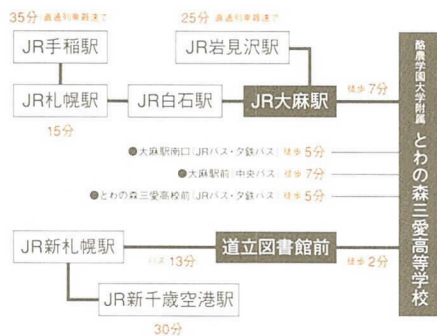 35分 直通列車最速で
25分 直通列車最速で
JR手稲駅
JR岩見沢駅
JR札幌駅
JR白石駅
JR大麻駅
徒歩 7分
15分
●大麻駅南口(JRバス・夕鉄バス) 徒歩 5分
●大麻駅前(中央バス) 徒歩 7分
●とわの森三愛高校前(JRバス・夕鉄バス) 徒歩 5分
JR新札幌駅
バス 13分
道立図書館前
徒歩 2分
JR新千歳空港駅
30分
酪農学園大学附属
とわの森三愛高等学校